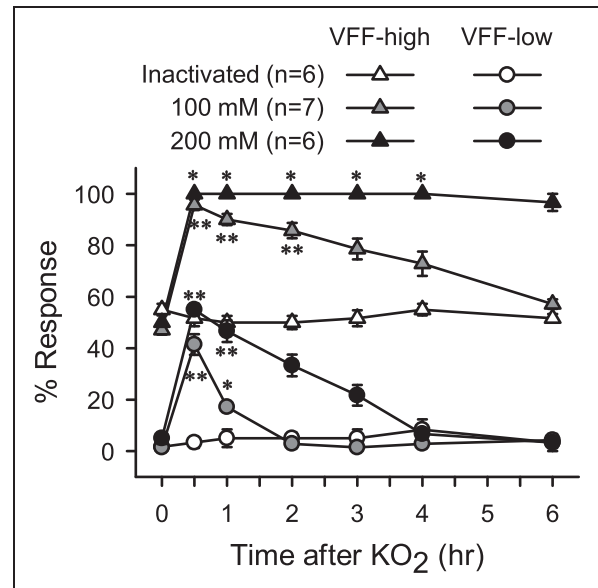 VFF-high VFF-low
Inactivated (n=6)
100 mM (n=7)
200 mM (n=6)
* * * * *
100
** ** **
80
% Response
60
**
40
**
** *
20
0
0 1 2 3 4 5 6
Time after KO2 (hr)